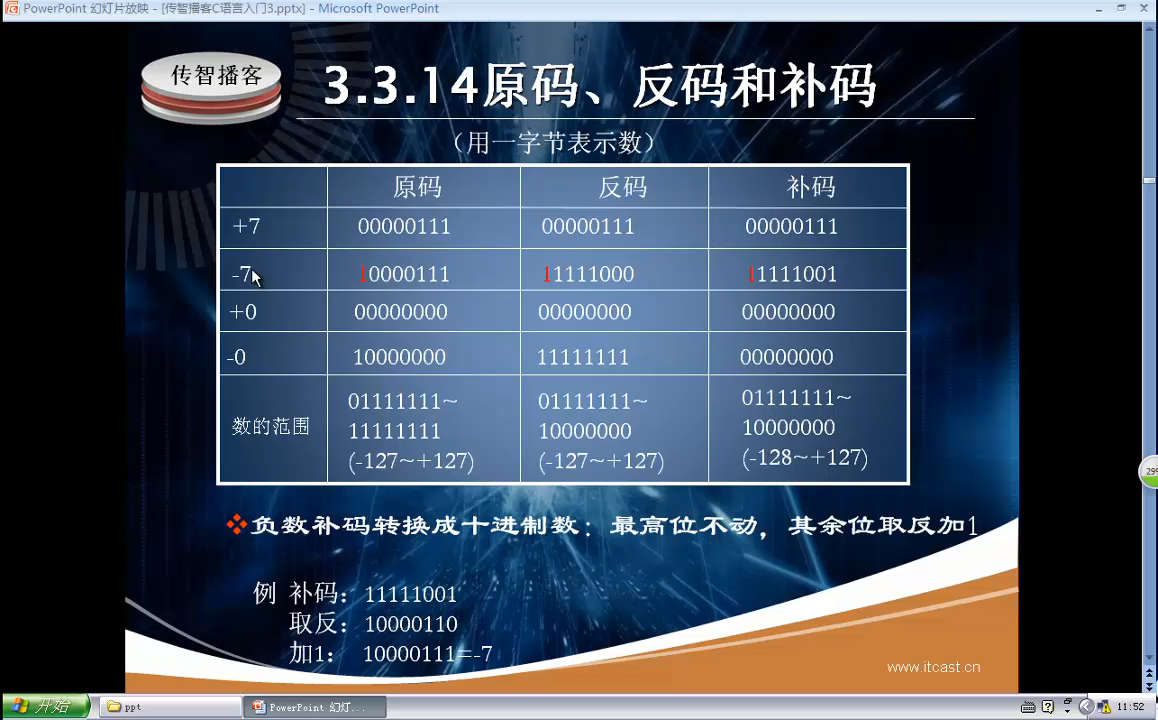 PowerPoint 幻灯片放映 - [传智播客C语言入门3.pptx] - Microsoft PowerPoint
传智播客
3.3.14原码、反码和补码
（用一字节表示数）
原码 反码 补码
+7 00000111 00000111 00000111
-7 10000111 11111000 11111001
+0 00000000 00000000 00000000
-0 10000000 11111111 00000000
数的范围
01111111~
11111111
(-127~+127)
01111111~
10000000
(-127~+127)
01111111~
10000000
(-128~+127)
负数补码转换成十进制数：最高位不动，其余位取反加1
例 补码：11111001
取反：10000110
加1： 10000111=-7
www.itcast.cn
开始 ppt PowerPoint 幻灯... 11:52